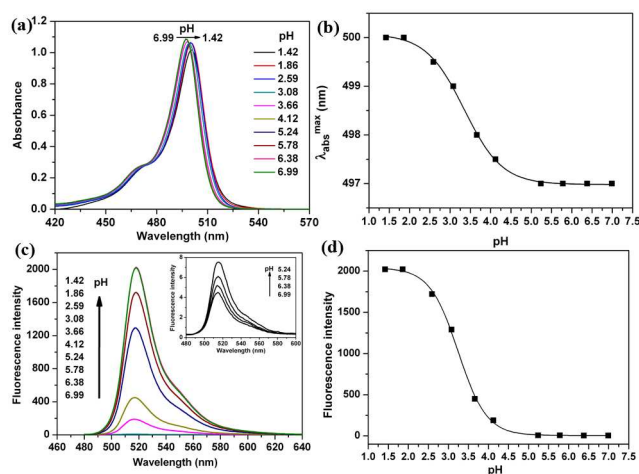 (a)
pH
6.99 1.42
pH
1.42
1.86
2.59
3.08
3.66
4.12
5.24
5.78
6.38
6.99
Absorbance
1.2
1.0
0.8
0.6
0.4
0.2
0.0
420 450 480 510 540 570
Wavelength (nm)
(b)
λabs max (nm)
500
499
498
497
1.0 1.5 2.0 2.5 3.0 3.5 4.0 4.5 5.0 5.5 6.0 6.5 7.0 7.5
pH
(c)
Fluorescence intensity
2000
1600
1200
800
400
0
pH
1.42
1.86
2.59
3.08
3.66
4.12
5.24
5.78
6.38
6.99
460 480 500 520 540 560 580 600 620 640
Wavelength (nm)
Fluorescence intensity
8
6
4
2
0
pH
5.24
5.78
6.38
6.99
480 500 520 540 560 580 600
Wavelength (nm)
(d)
Fluorescence intensity
2000
1500
1000
500
0
1.0 1.5 2.0 2.5 3.0 3.5 4.0 4.5 5.0 5.5 6.0 6.5 7.0 7.5
pH